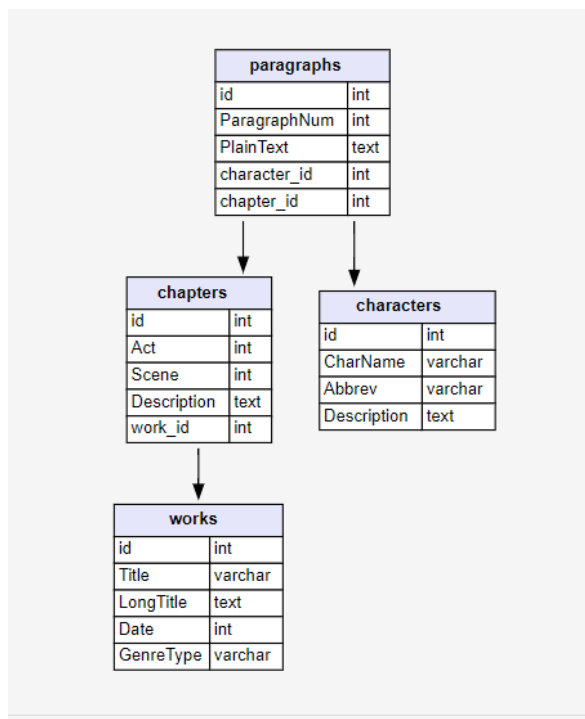 paragraphs
id int
ParagraphNum int
PlainText text
character_id int
chapter_id int
chapters
id int
Act int
Scene int
Description text
work_id int
characters
id int
CharName varchar
Abbrev varchar
Description text
works
id int
Title varchar
LongTitle text
Date int
GenreType varchar